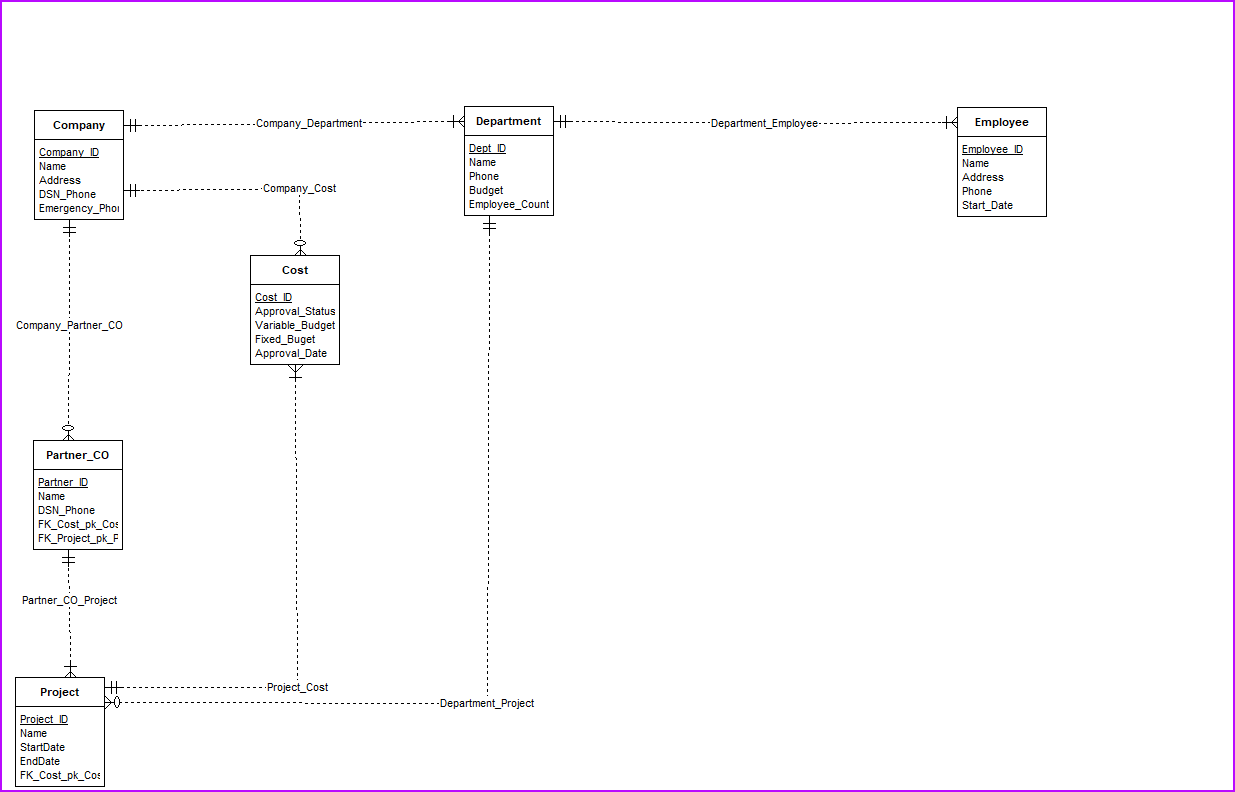 Company
Company_ID
Name
Address
DSN_Phone
Emergency_Phor
Company_Department
Department
Dept_ID
Name
Phone
Budget
Employee_Count
Department_Employee
Employee
Employee_ID
Name
Address
Phone
Start_Date
Company_Cost
Cost
Cost_ID
Approval_Status
Variable_Budget
Fixed_Buget
Approval_Date
Company_Partner_CO
Partner_CO
Partner_ID
Name
DSN_Phone
FK_Cost_pk_Cos
FK_Project_pk_P
Partner_CO_Project
Project
Project_ID
Name
StartDate
EndDate
FK_Cost_pk_Cos
Project_Cost
Department_Project